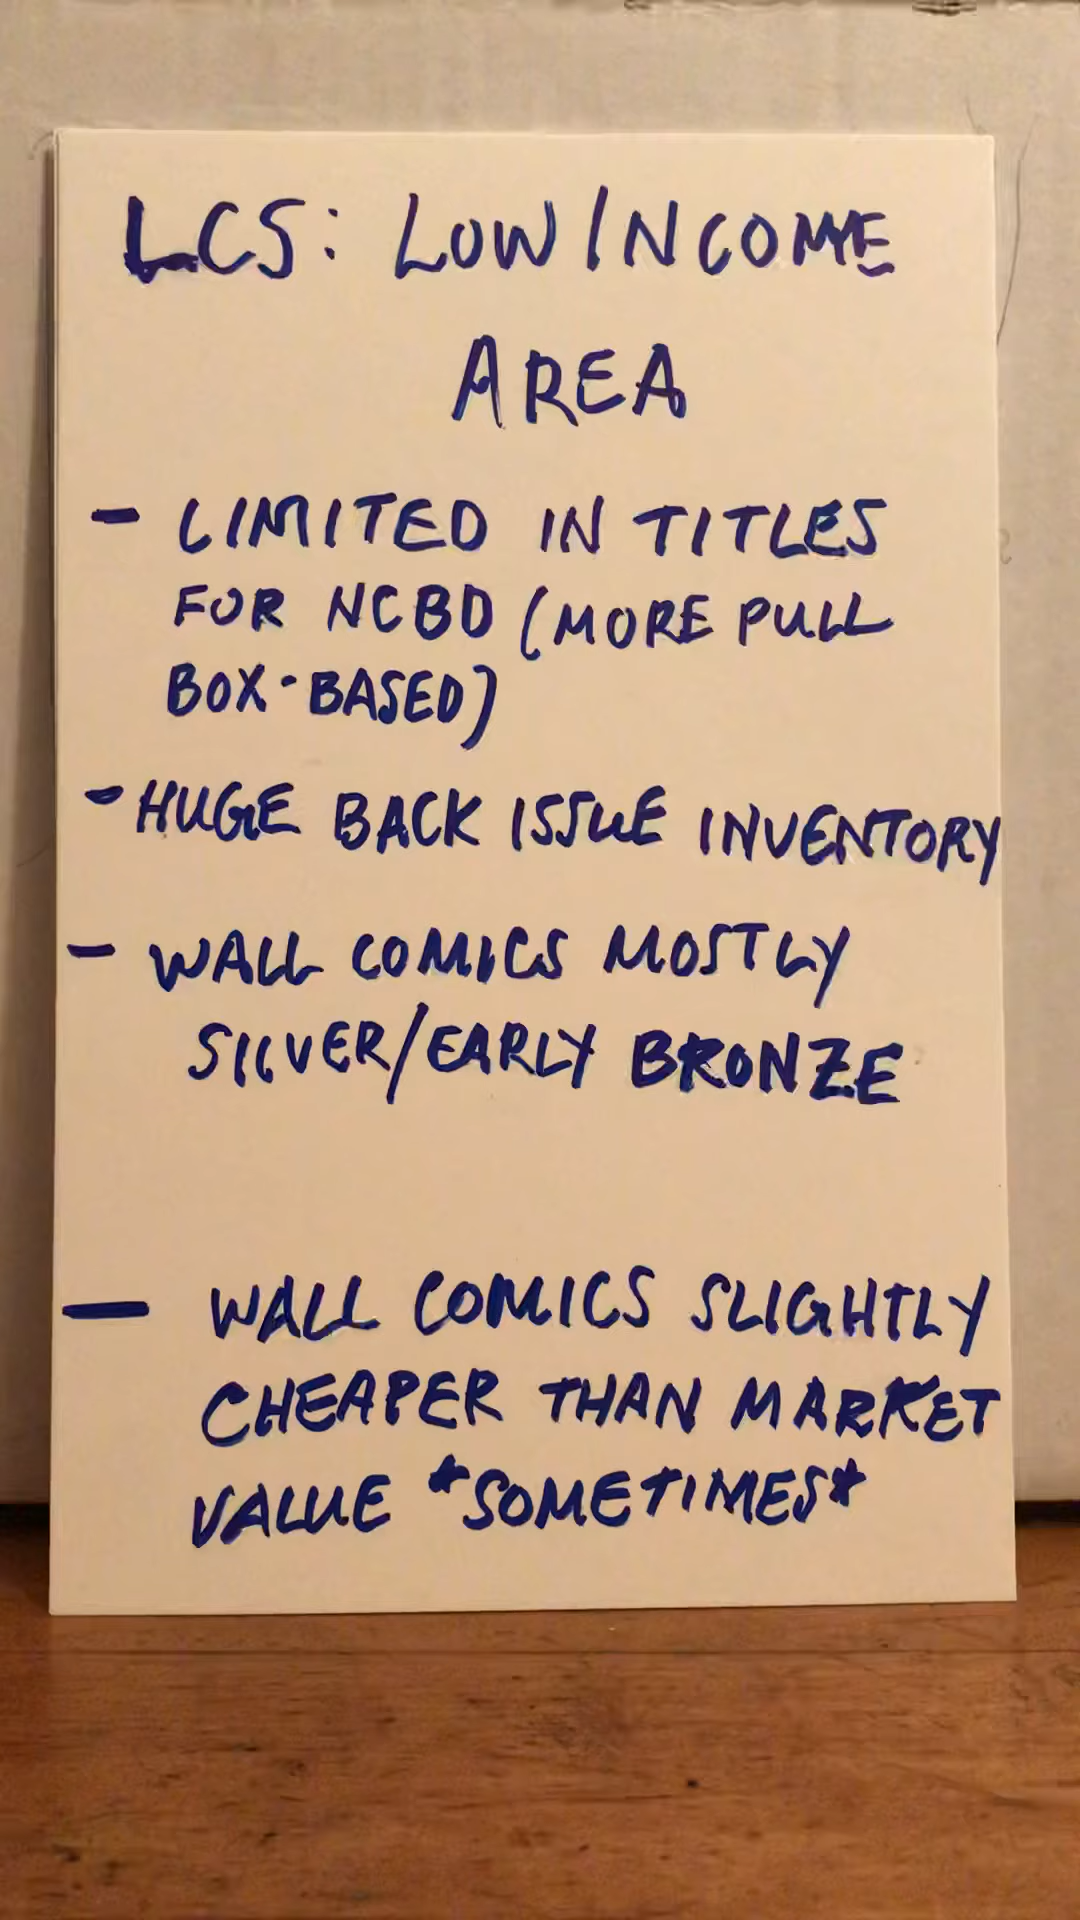 LCS: LOW INCOME
AREA
- LIMITED IN TITLES
FOR NCBD (MORE PULL
BOX-BASED)
- HUGE BACK ISSUE INVENTORY
- WALL COMICS MOSTLY
SILVER/EARLY BRONZE
- WALL COMICS SLIGHTLY
CHEAPER THAN MARKET
VALUE *SOMETIMES*